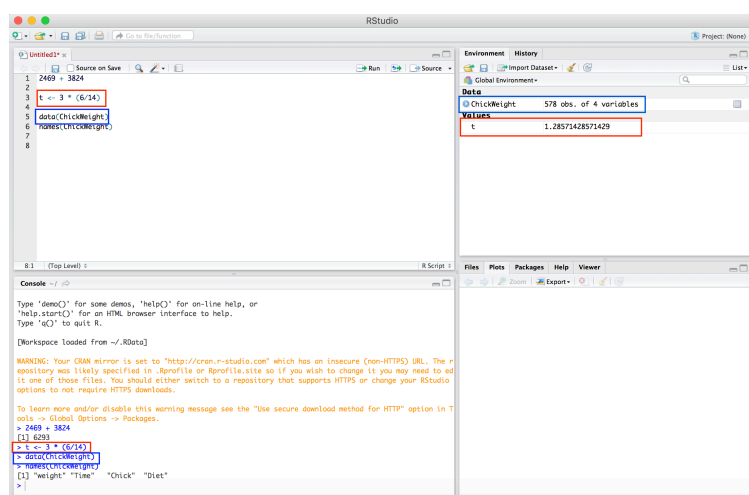 RStudio
Go to file/function
Project: (None)
Untitled1* ×
Source on Save
Run
Source
1 2469 + 3824
2
3 t <- 3 * (6/14)
4
5 data(ChickWeight)
6 names(ChickWeight)
7
8
8:1 (Top Level)
R Script
Environment History
Import Dataset
List
Global Environment
Data
ChickWeight 578 obs. of 4 variables
Values
t 1.28571428571429
Files Plots Packages Help Viewer
Zoom Export
Console ~/
Type 'demo()' for some demos, 'help()' for on-line help, or
'help.start()' for an HTML browser interface to help.
Type 'q()' to quit R.
[Workspace loaded from ~/.RData]
WARNING: Your CRAN mirror is set to "http://cran.r-studio.com" which has an insecure (non-HTTPS) URL. The r
epository was likely specified in .Rprofile or Rprofile.site so if you wish to change it you may need to ed
it one of those files. You should either switch to a repository that supports HTTPS or change your RStudio
options to not require HTTPS downloads.
To learn more and/or disable this warning message see the "Use secure download method for HTTP" option in T
ools -> Global Options -> Packages.
> 2469 + 3824
[1] 6293
> t <- 3 * (6/14)
> data(ChickWeight)
> names(ChickWeight)
[1] "weight" "Time" "Chick" "Diet"
>